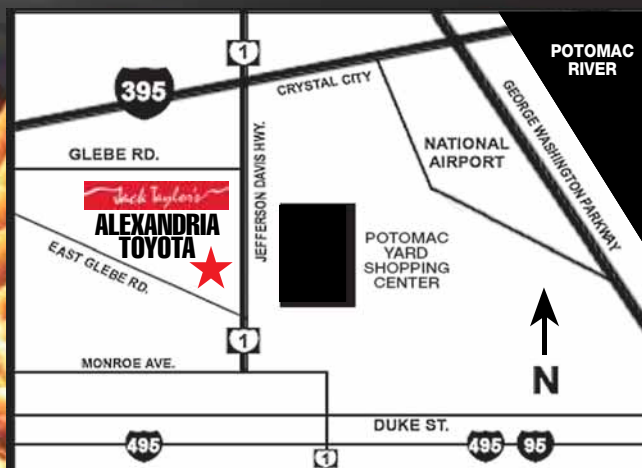 1
POTOMAC
RIVER
395
CRYSTAL CITY
GEORGE WASHINGTON PARKWAY
GLEBE RD.
JEFFERSON DAVIS HWY.
NATIONAL
AIRPORT
Jack Taylor's
ALEXANDRIA
TOYOTA
EAST GLEBE RD.
POTOMAC
YARD
SHOPPING
CENTER
1
MONROE AVE.
N
DUKE ST.
495
1
495
95